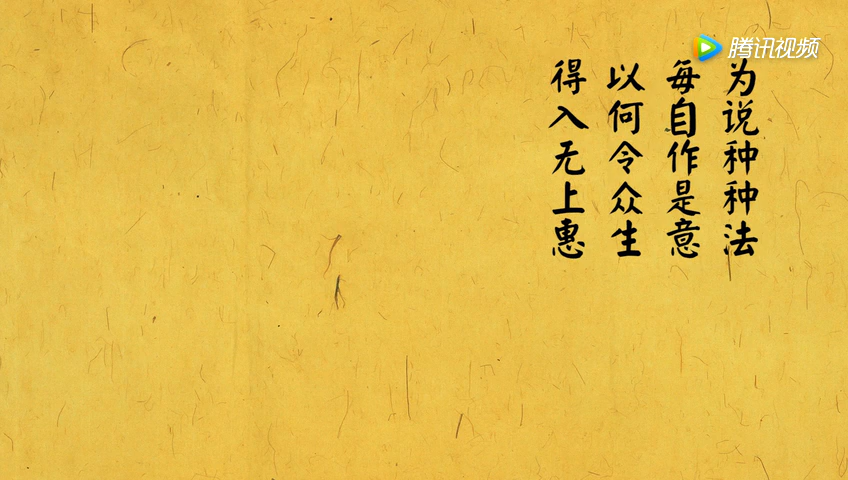 腾讯视频
为说种种法
每自作是意
以何令众生
得入无上惠